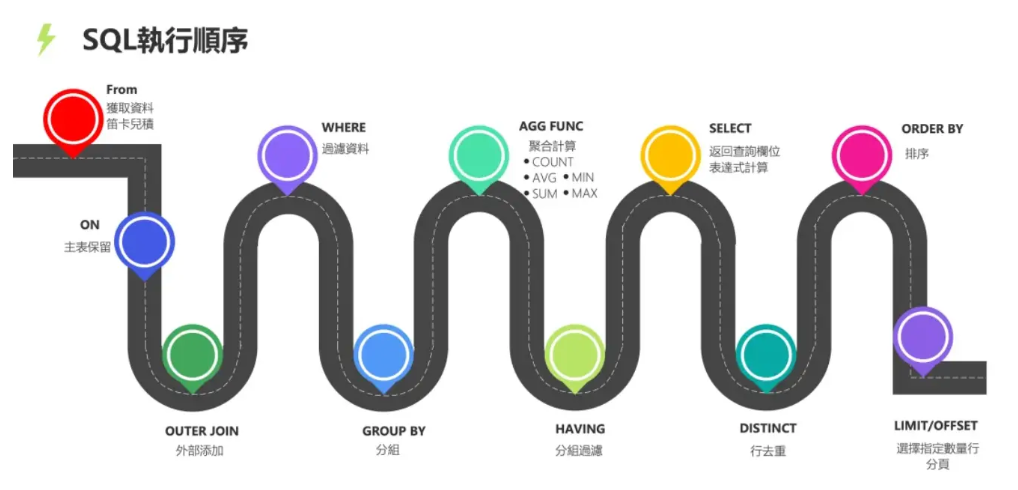 SQL執行順序
From
獲取資料
笛卡兒積
ON
主表保留
OUTER JOIN
外部添加
WHERE
過濾資料
GROUP BY
分組
AGG FUNC
聚合計算
• COUNT
• AVG • MIN
• SUM • MAX
HAVING
分組過濾
SELECT
返回查詢欄位
表達式計算
DISTINCT
行去重
ORDER BY
排序
LIMIT/OFFSET
選擇指定數量行
分頁